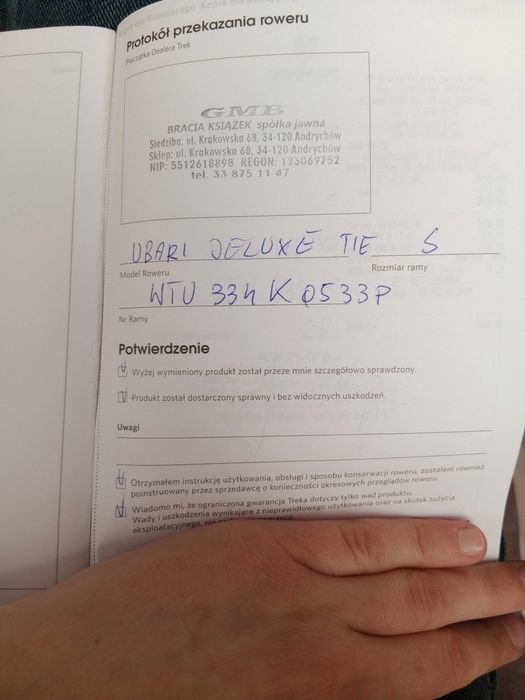 Protokół przekazania roweru
Pieczątka Dealera Trek
GMB
BRACIA KSIĄŻEK spółka jawna
Siedziba: ul. Krakowska 68, 34-120 Andrychów
Sklep: ul. Krakowska 68, 34-120 Andrychów
NIP: 5512618898 REGON: 123069752
tel. 33 875 11 47
UBARI DELUXE TIE S
Model Roweru Rozmiar ramy
WTU 334 K 0533P
Nr Ramy
Potwierdzenie
Wyżej wymieniony produkt został przeze mnie szczegółowo sprawdzony.
Produkt został dostarczony sprawny i bez widocznych uszkodzeń.
Uwagi
Otrzymałem instrukcję użytkowania, obsługi i sposobu konserwacji roweru, zostałem również
poinstruowany przez sprzedawcę o konieczności okresowych przeglądów roweru.
Wiadomo mi, że ograniczona gwarancja Treka dotyczy tylko wad produktu.
Wady i uszkodzenia wynikające z nieprawidłowego użytkowania oraz na skutek zużycia
eksploatacyjnego, nie